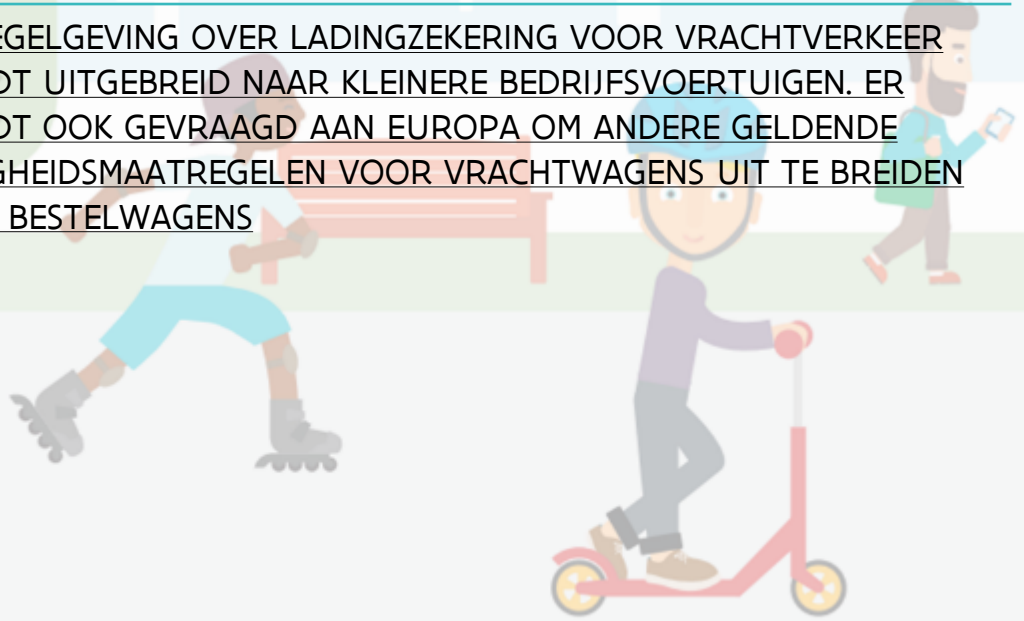 EGELGEVING OVER LADINGZEKERING VOOR VRACHTVERKEER
DT UITGEBREID NAAR KLEINERE BEDRIJFSVOERTUIGEN. ER
DT OOK GEVRAAGD AAN EUROPA OM ANDERE GELDENDE
GHEIDSMAATREGELEN VOOR VRACHTWAGENS UIT TE BREIDEN
BESTELWAGENS